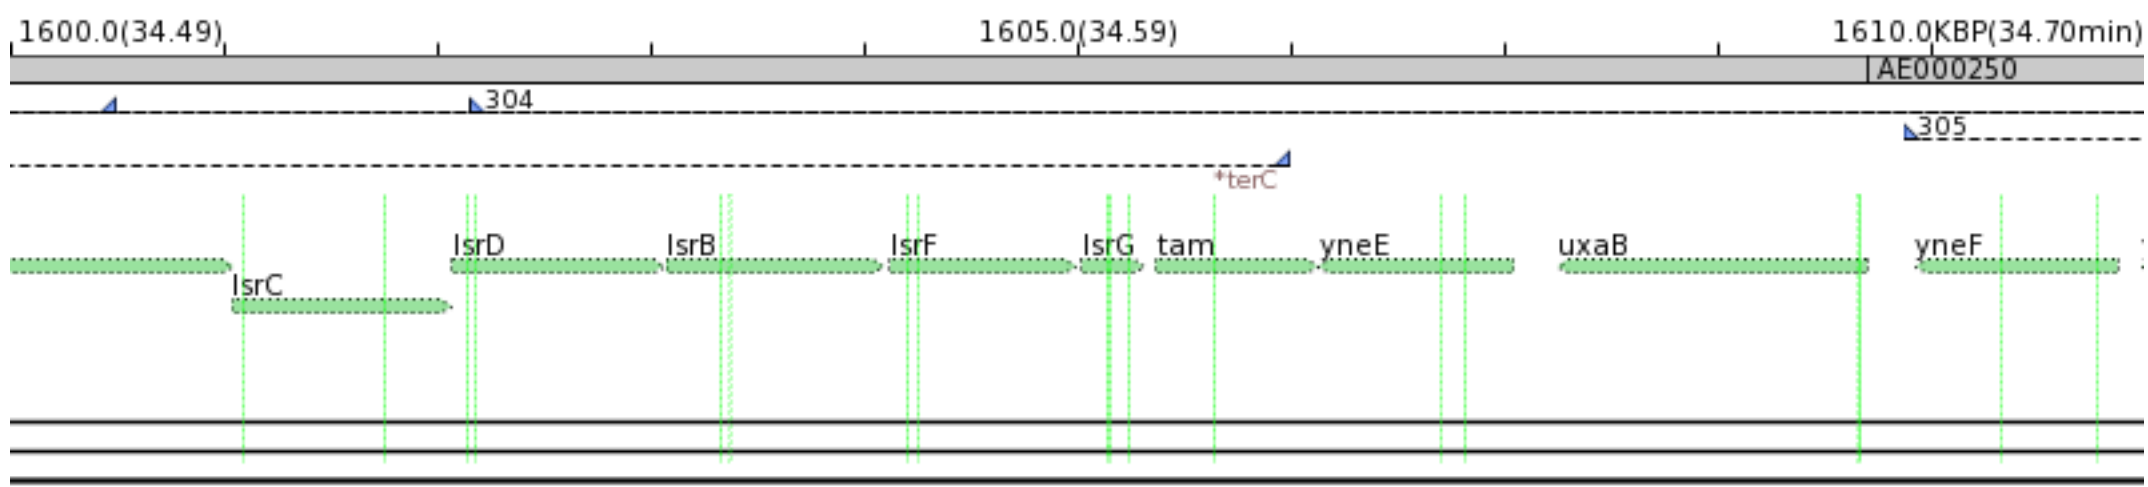 1600.0(34.49) 1605.0(34.59) 1610.0KBP(34.70min)
AE000250
304
305
*terC
lsrD lsrB lsrF lsrG tam yneE uxaB yneF
lsrC